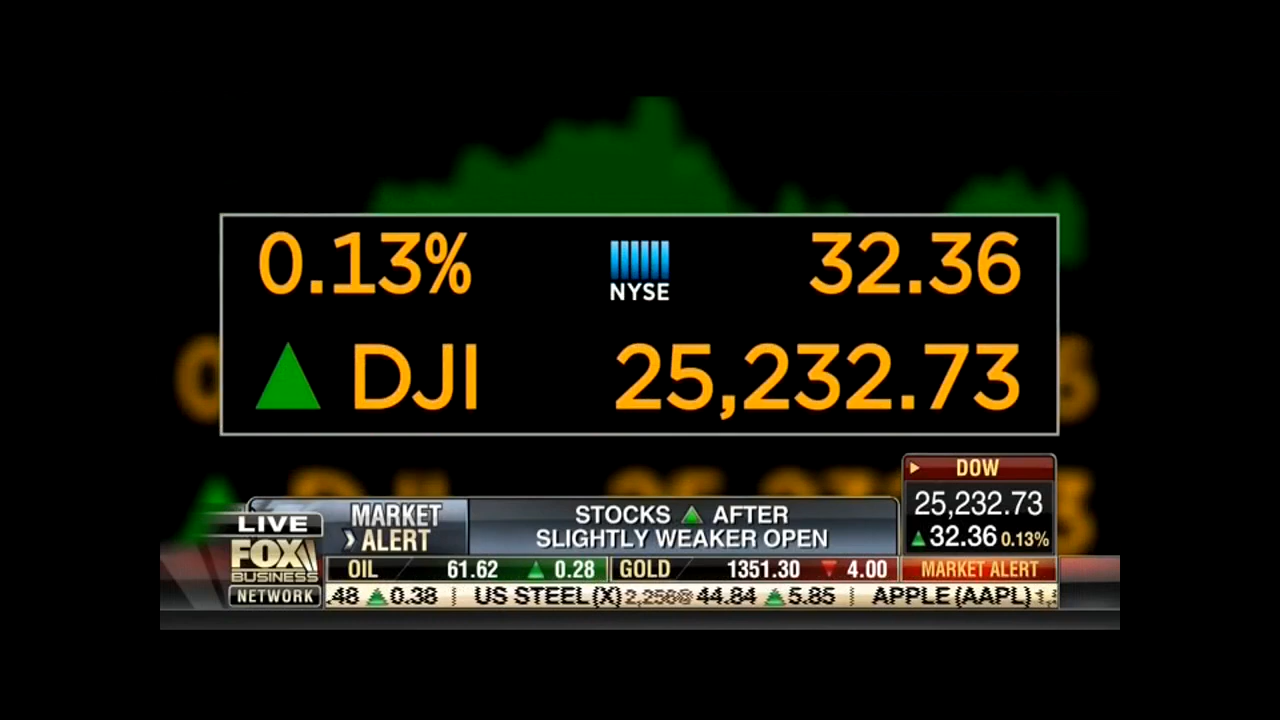 0.13% NYSE 32.36
DJI 25,232.73
DOW
25,232.73
32.36 0.13%
MARKET ALERT
LIVE
FOX
BUSINESS
NETWORK
MARKET
ALERT
STOCKS AFTER
SLIGHTLY WEAKER OPEN
OIL 61.62 0.28 GOLD 1351.30 4.00
.48 0.38 US STEEL (X) 44.84 5.85 APPLE (AAPL)